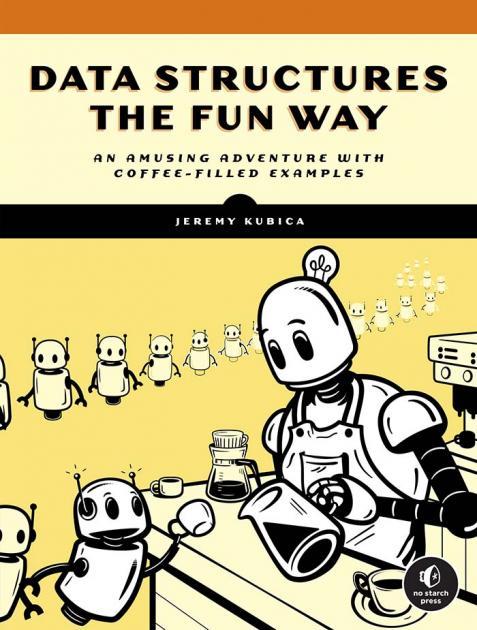 DATA STRUCTURES
THE FUN WAY
AN AMUSING ADVENTURE WITH
COFFEE-FILLED EXAMPLES
JEREMY KUBICA
no starch
press